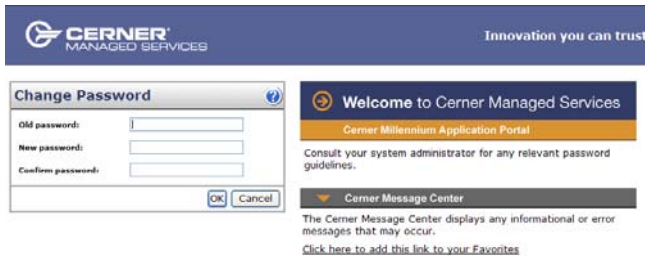 CERNER
MANAGED SERVICES
Innovation you can trust
Change Password
?
Old password:
New password:
Confirm password:
OK Cancel
Welcome to Cerner Managed Services
Cerner Millennium Application Portal
Consult your system administrator for any relevant password
guidelines.
Cerner Message Center
The Cerner Message Center displays any informational or error
messages that may occur.
Click here to add this link to your Favorites